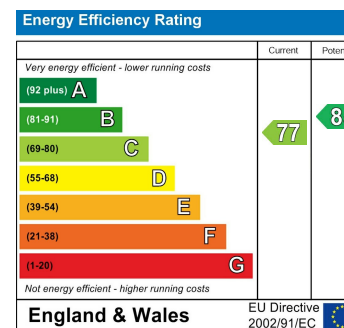 Energy Efficiency Rating
Current
Very energy efficient - lower running costs
(92 plus) A
(81-91) B
(69-80) C
77
(55-68) D
(39-54) E
(21-38) F
(1-20) G
Not energy efficient - higher running costs
England & Wales
EU Directive
2002/91/EC